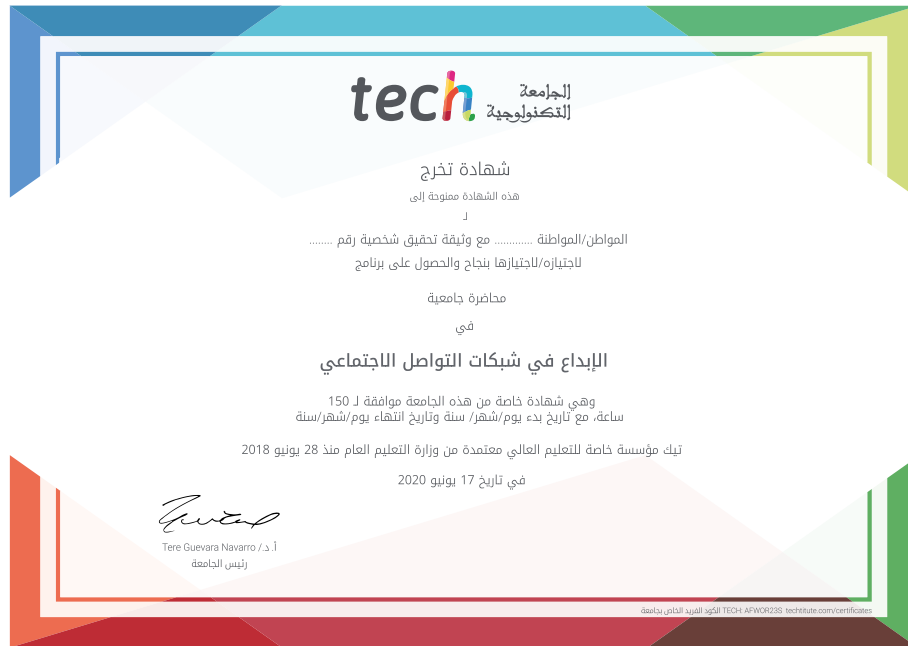 tech الجامعة
التكنولوجية
شهادة تخرج
هذه الشهادة ممنوحة إلى
لـ
المواطن/المواطنة ............. مع وثيقة تحقيق شخصية رقم ........
لاجتيازه/لاجتيازها بنجاح والحصول على برنامج
محاضرة جامعية
في
الإبداع في شبكات التواصل الاجتماعي
وهي شهادة خاصة من هذه الجامعة موافقة لـ 150
ساعة، مع تاريخ بدء يوم/شهر/ سنة وتاريخ انتهاء يوم/شهر/سنة
تيك مؤسسة خاصة للتعليم العالي معتمدة من وزارة التعليم العام منذ 28 يونيو 2018
في تاريخ 17 يونيو 2020
أ. د./ Tere Guevara Navarro
رئيس الجامعة
الكود الفريد الخاص بجامعة TECH: AFWOR23S techtitute.com/certificates